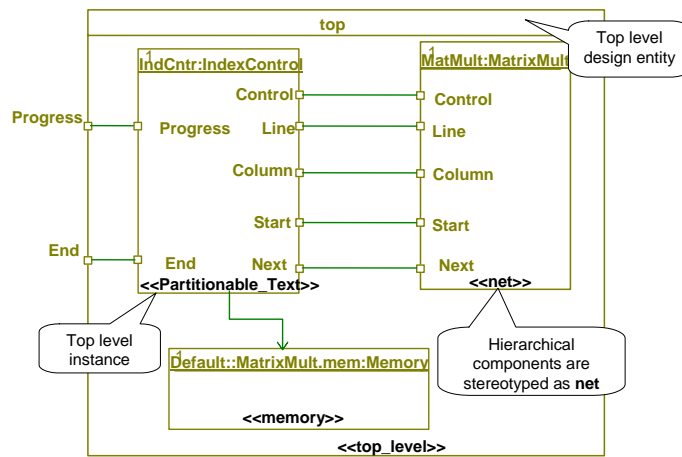 top
Top level
design entity
1
IndCntr:IndexControl
1
MatMult:MatrixMult
Control
Control
Progress
Progress
Line
Line
Column
Column
Start
Start
End
End
Next
Next
<<Partitionable_Text>>
<<net>>
Top level
instance
1
Default::MatrixMult.mem:Memory
<<memory>>
Hierarchical
components are
stereotyped as net
<<top_level>>